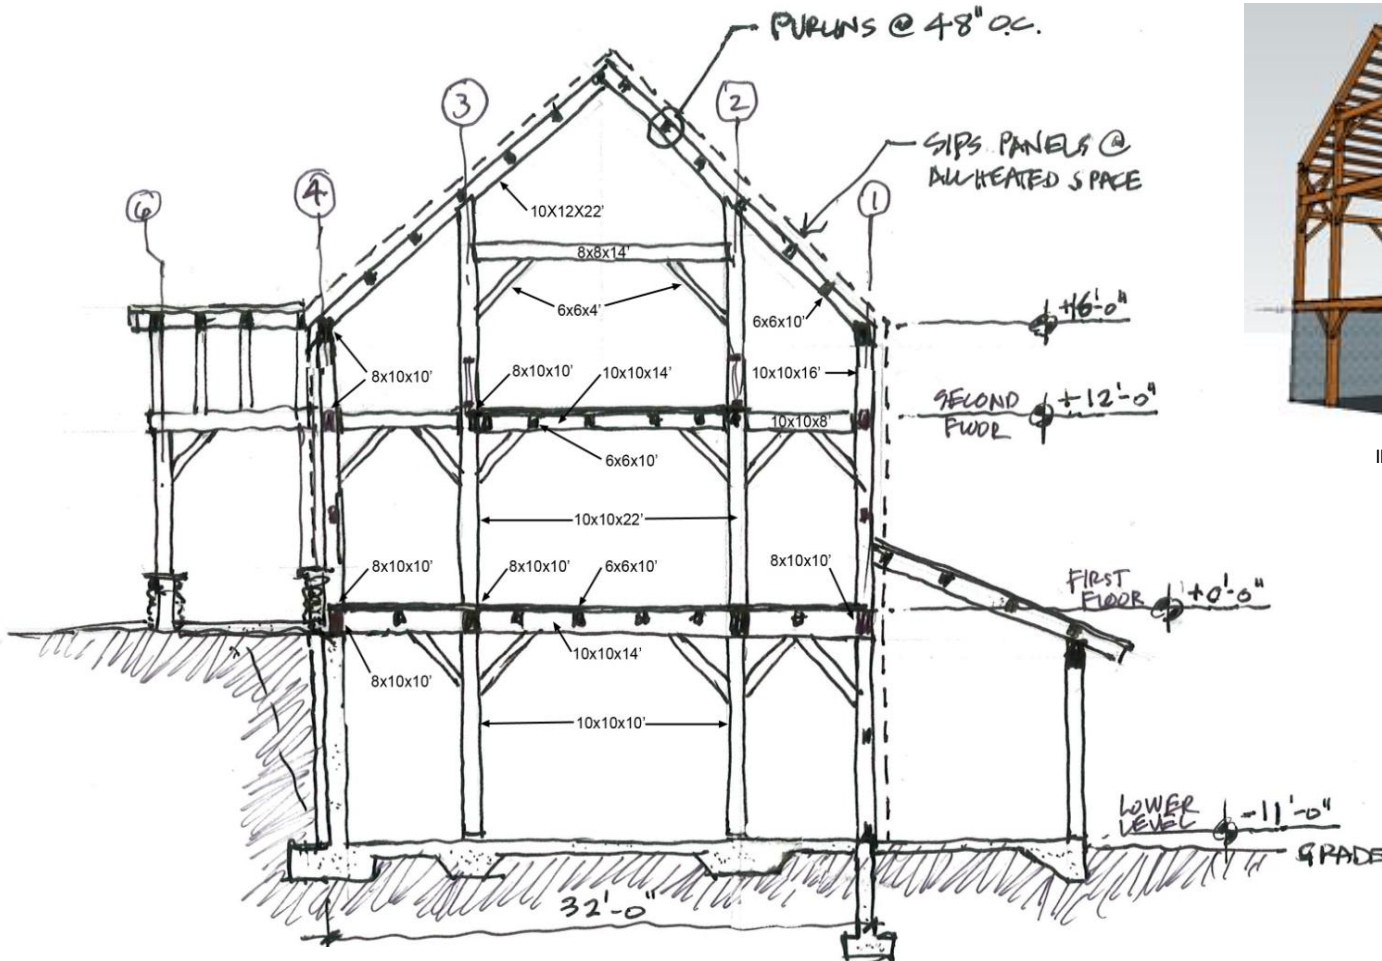 PURLINS @ 48" O.C.
3
2
SIPS PANELS @
ALL HEATED SPACE
6
4
1
10X12X22'
8x8x14'
6x6x4'
6x6x10'
+16'-0"
8x10x10'
8x10x10'
10x10x14'
10x10x16'
SECOND
FLOOR
+12'-0"
10x10x8'
6x6x10'
10x10x22'
8x10x10'
8x10x10'
6x6x10'
8x10x10'
FIRST
FLOOR
+0'-0"
10x10x14'
8x10x10'
10x10x10'
LOWER
LEVEL
-11'-0"
GRADE
32'-0"